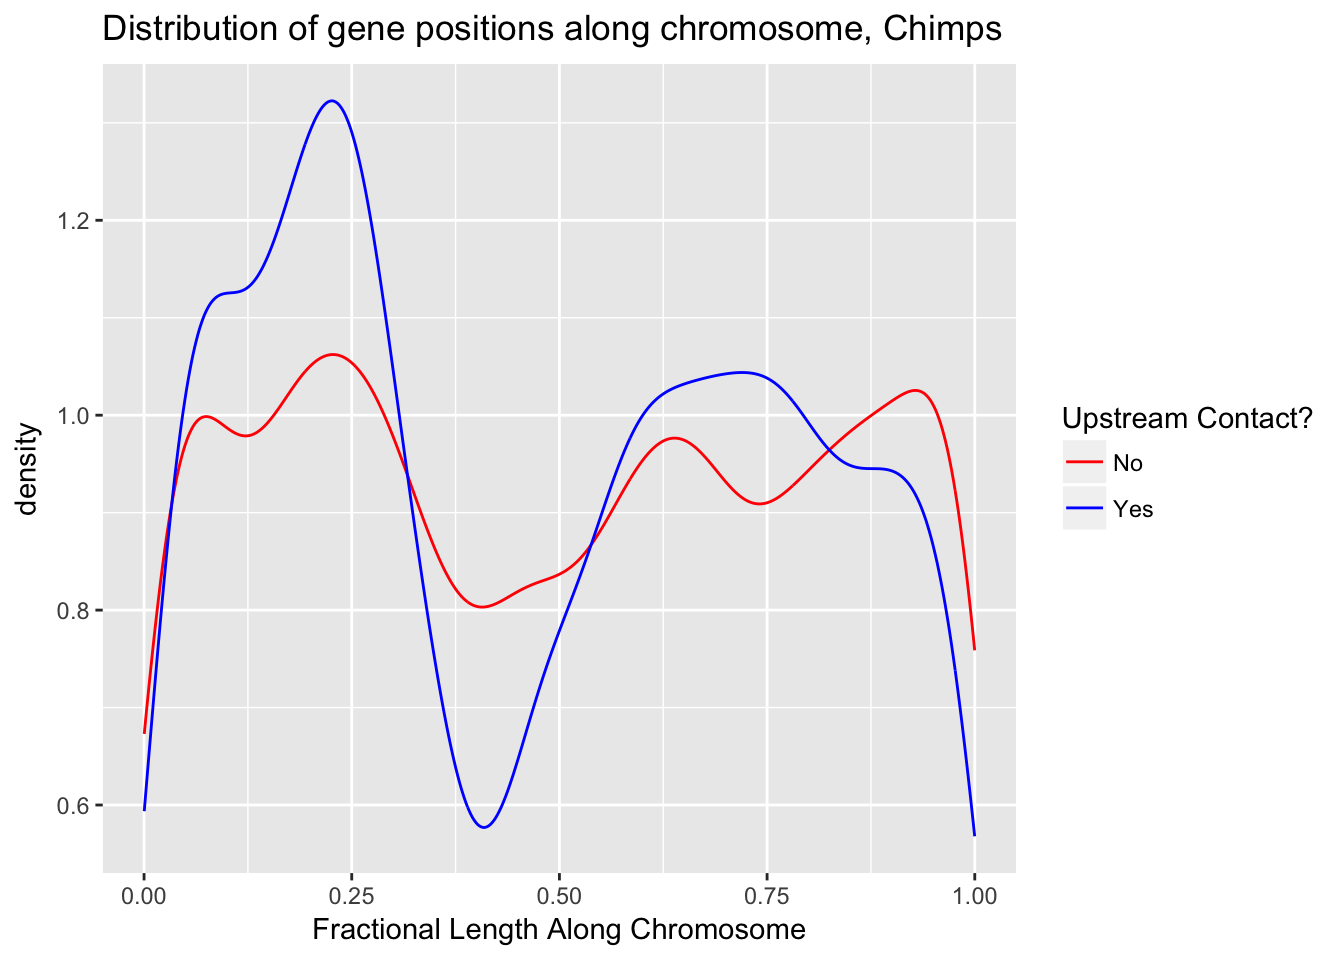 Distribution of gene positions along chromosome, Chimps
density
1.2
1.0
0.8
0.6
0.00 0.25 0.50 0.75 1.00
Fractional Length Along Chromosome
Upstream Contact?
No
Yes